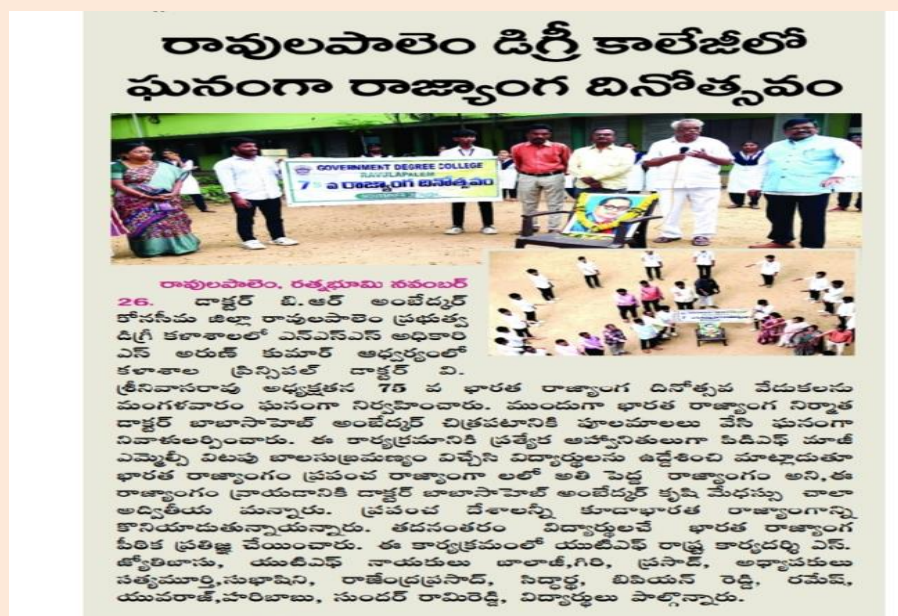 రావులపాలెం డిగ్రీ కాలేజీలో
ఘనంగా రాజ్యాంగ దినోత్సవం
GOVERNMENT DEGREE COLLEGE
RAVULAPALEM
75 వ రాజ్యాంగ దినోత్సవం
రావులపాలెం, రత్నభూమి నవంబర్
26. డాక్టర్ బి.ఆర్ అంబేద్కర్
కోనసీమ జిల్లా రావులపాలెం ప్రభుత్వ
డిగ్రీ కళాశాలలో ఎన్ఎస్ఎస్ అధికారి
ఎస్ అరుణ్ కుమార్ ఆధ్వర్యంలో
కళాశాల ప్రిన్సిపల్ డాక్టర్ వి.
శ్రీనివాసరావు అధ్యక్షతన 75 వ భారత రాజ్యాంగ దినోత్సవ వేడుకలను
మంగళవారం ఘనంగా నిర్వహించారు. ముందుగా భారత రాజ్యాంగ నిర్మాత
డాక్టర్ బాబాసాహెబ్ అంబేద్కర్ చిత్రపటానికి పూలమాలలు వేసి ఘనంగా
నివాళులర్పించారు. ఈ కార్యక్రమానికి ప్రత్యేక ఆహ్వానితులుగా పిడిఎఫ్ మాజీ
ఎమ్మెల్సీ విటపు బాలసుబ్రమణ్యం విచ్చేసి విద్యార్థులను ఉద్దేశించి మాట్లాడుతూ
భారత రాజ్యాంగం ప్రపంచ రాజ్యాంగా లలో అతి పెద్ద రాజ్యాంగం అని,ఈ
రాజ్యాంగం వ్రాయడానికి డాక్టర్ బాబాసాహెబ్ అంబేద్కర్ కృషి మేధస్సు చాలా
అద్వితీయ మన్నారు. ప్రపంచ దేశాలన్నీ కూడాభారత రాజ్యాంగాన్ని
కొనియాడుతున్నాయన్నారు. తదనంతరం విద్యార్థులచే భారత రాజ్యాంగ
పీఠిక ప్రతిజ్ఞ చేయించారు. ఈ కార్యక్రమంలో యుటిఎఫ్ రాష్ట్ర కార్యదర్శి ఎస్.
జ్యోతిబాసు, యుటిఎఫ్ నాయకులు బాలాజీ,గిరి, ప్రసాద్, అధ్యాపకులు
సత్యమూర్తి,సుభాషిని, రాజేంద్రప్రసాద్, సిద్ధార్థ, బిపియన్ రెడ్డి, రమేష్,
యువరాజ్,హరిబాబు, సుందర్ రామిరెడ్డి, విద్యార్థులు పాల్గొన్నారు.